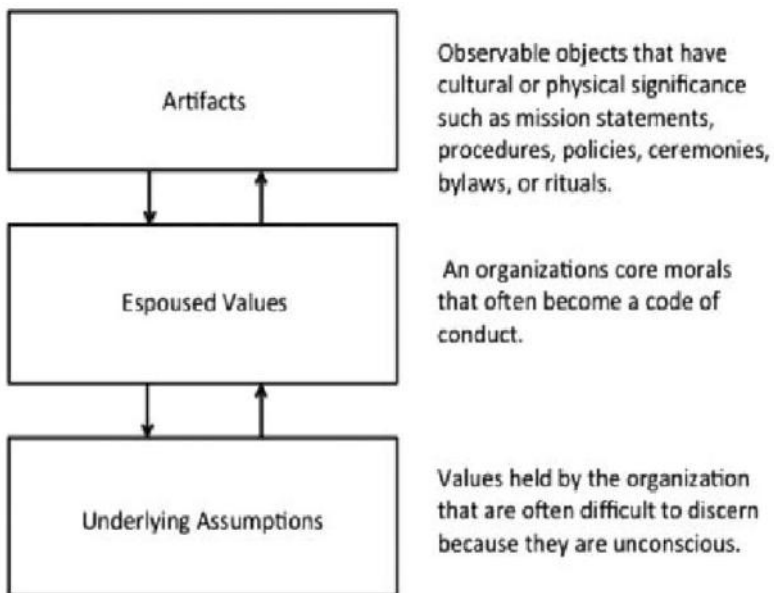 Artifacts
Observable objects that have
cultural or physical significance
such as mission statements,
procedures, policies, ceremonies,
bylaws, or rituals.
Espoused Values
An organizations core morals
that often become a code of
conduct.
Underlying Assumptions
Values held by the organization
that are often difficult to discern
because they are unconscious.